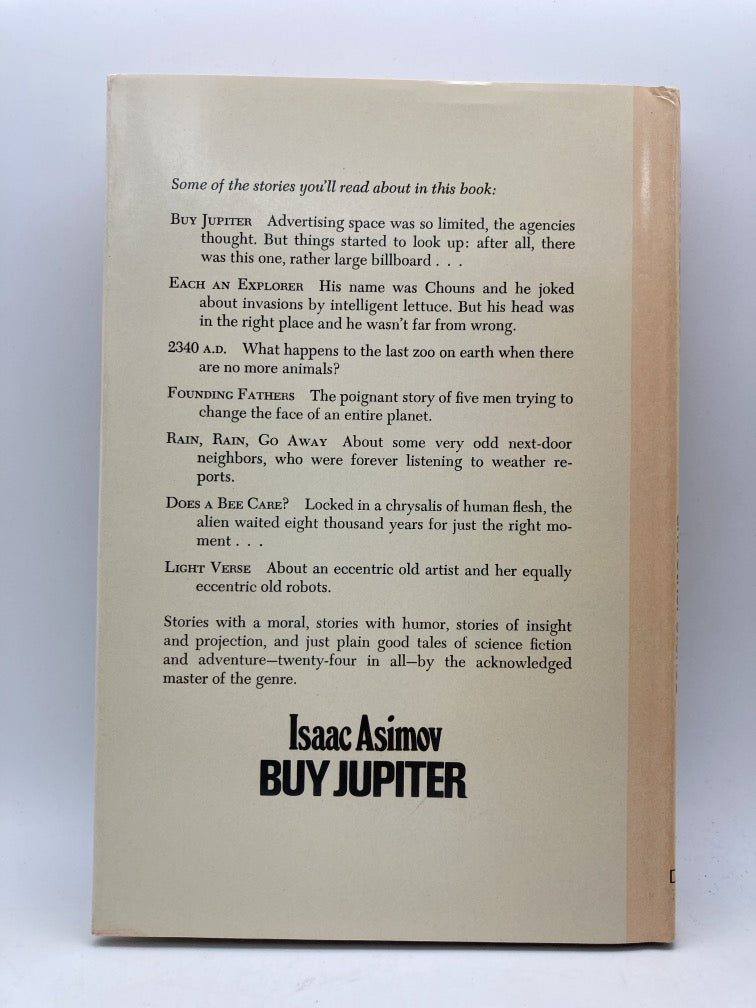 Some of the stories you'll read about in this book:
BUY JUPITER Advertising space was so limited, the agencies
thought. But things started to look up: after all, there
was this one, rather large billboard . . .
EACH AN EXPLORER His name was Chouns and he joked
about invasions by intelligent lettuce. But his head was
in the right place and he wasn't far from wrong.
2340 A.D. What happens to the last zoo on earth when there
are no more animals?
FOUNDING FATHERS The poignant story of five men trying to
change the face of an entire planet.
RAIN, RAIN, GO AWAY About some very odd next-door
neighbors, who were forever listening to weather re-
ports.
DOES A BEE CARE? Locked in a chrysalis of human flesh, the
alien waited eight thousand years for just the right mo-
ment . . .
LIGHT VERSE About an eccentric old artist and her equally
eccentric old robots.
Stories with a moral, stories with humor, stories of insight
and projection, and just plain good tales of science fiction
and adventure—twenty-four in all—by the acknowledged
master of the genre.
Isaac Asimov
BUY JUPITER